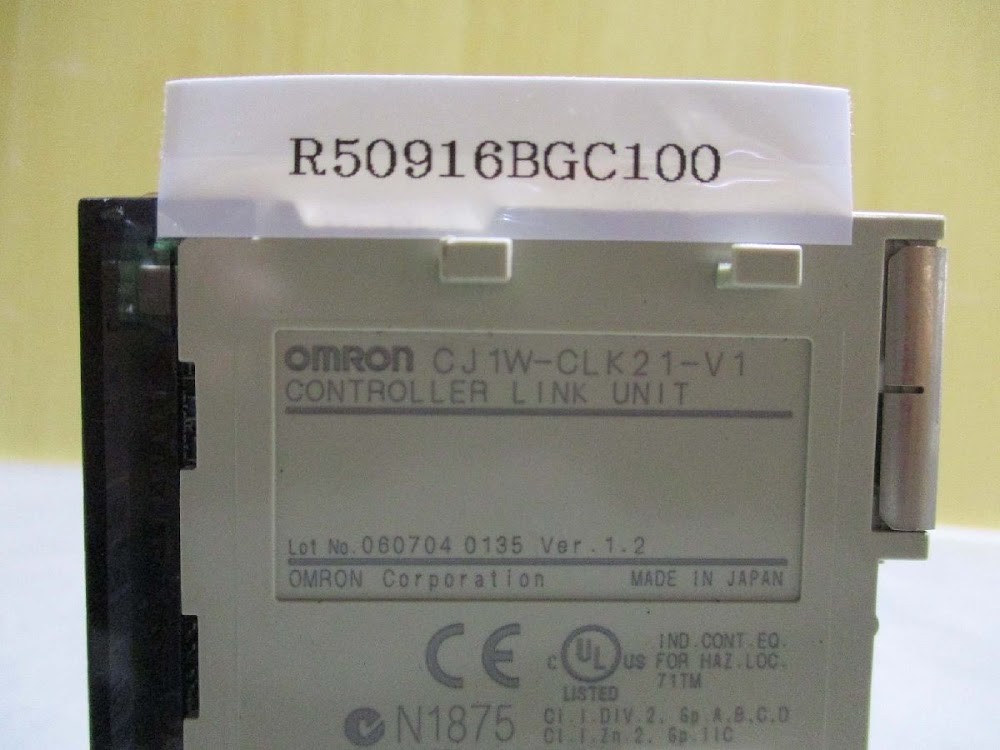 R50916BGC100
OMRON CJ1W-CLK21-V1
CONTROLLER LINK UNIT
Lot No. 060704 0135 Ver.1.2
OMRON Corporation MADE IN JAPAN
CE
C UL US
LISTED
IND.CONT.EQ.
FOR HAZ.LOC.
71TM
N1875
Cl.I.DIV.2, Gp.A,B,C,D
Cl.I.Zn.2, Gp.IIC